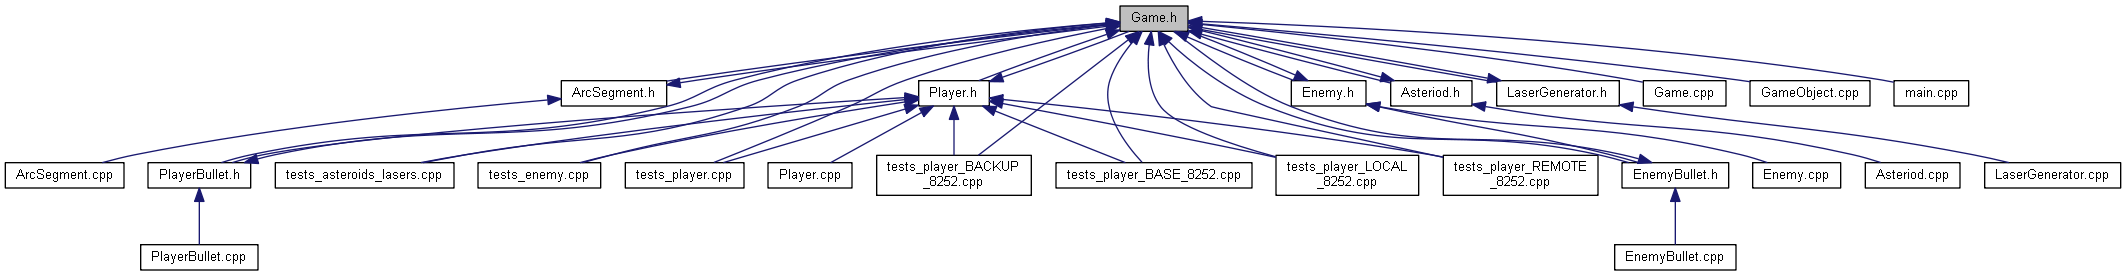 Game.h
ArcSegment.h
Player.h
Enemy.h
Asteriod.h
LaserGenerator.h
Game.cpp
GameObject.cpp
main.cpp
ArcSegment.cpp
PlayerBullet.h
tests_asteroids_lasers.cpp
tests_enemy.cpp
tests_player.cpp
Player.cpp
tests_player_BACKUP
_8252.cpp
tests_player_BASE_8252.cpp
tests_player_LOCAL
_8252.cpp
tests_player_REMOTE
_8252.cpp
EnemyBullet.h
Enemy.cpp
Asteriod.cpp
LaserGenerator.cpp
PlayerBullet.cpp
EnemyBullet.cpp